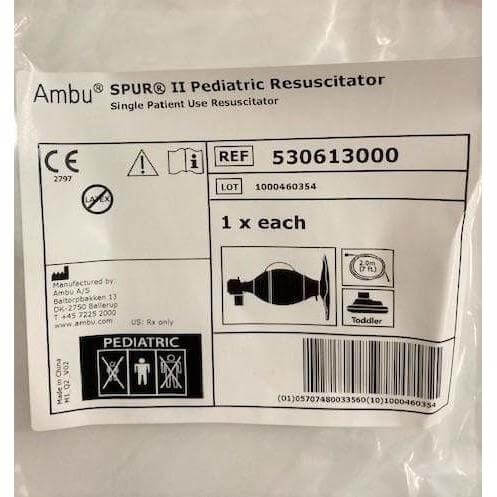 Ambu® SPUR® II Pediatric Resuscitator
Single Patient Use Resuscitator
CE
2797
LATEX
REF 530613000
LOT 1000460354
1 x each
2.0m
(7 ft.)
Toddler
Manufactured by
Ambu A/S
Baltorpbakken 13
DK-2750 Ballerup
T +45 7225 2000
www.ambu.com
US: Rx only
PEDIATRIC
Made in China
M1_Q2_V02
(01)05707480033560(10)1000460354